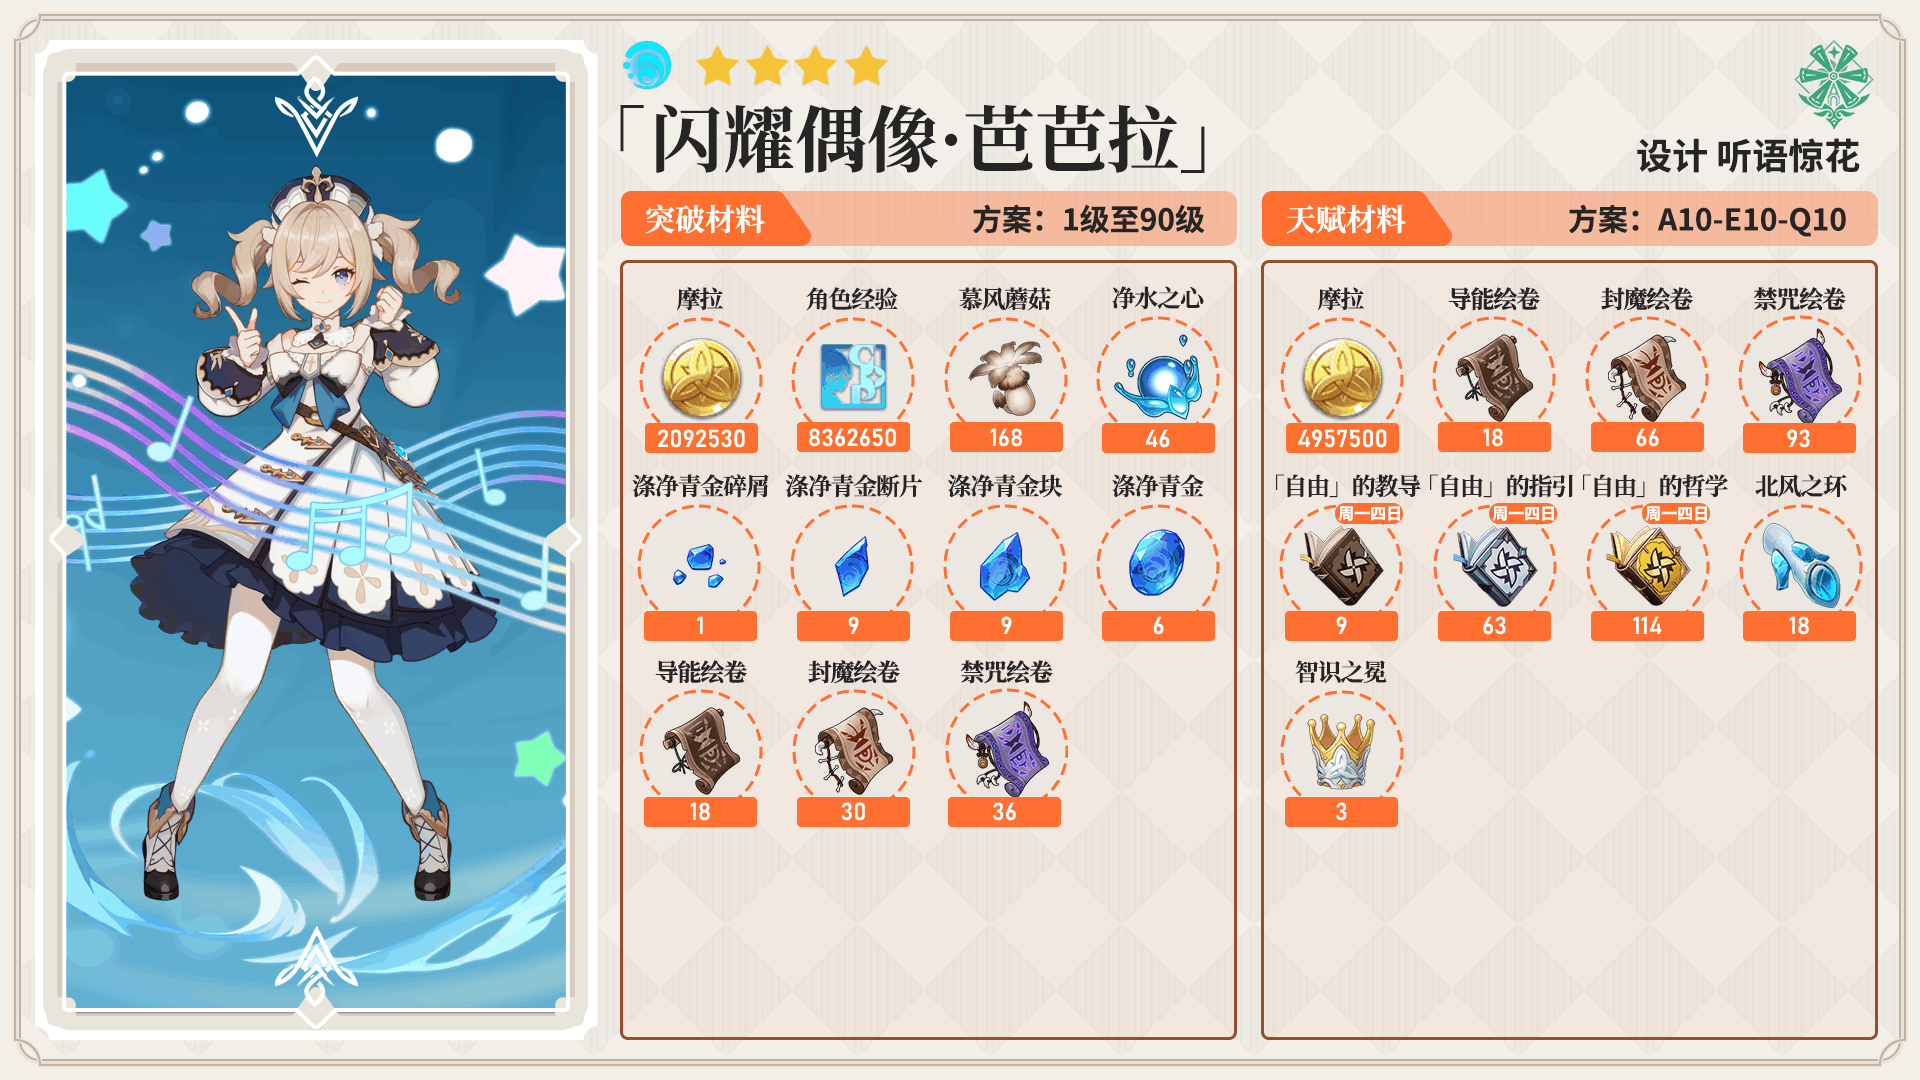 「闪耀偶像·芭芭拉」
设计 听语惊花
突破材料
方案：1级至90级
摩拉
角色经验
慕风蘑菇
净水之心
2092530
8362650
168
46
涤净青金碎屑
涤净青金断片
涤净青金块
涤净青金
1
9
9
6
导能绘卷
封魔绘卷
禁咒绘卷
18
30
36
天赋材料
方案：A10-E10-Q10
摩拉
导能绘卷
封魔绘卷
禁咒绘卷
4957500
18
66
93
「自由」的教导
「自由」的指引
「自由」的哲学
北风之环
周一四日
周一四日
周一四日
9
63
114
18
智识之冕
3